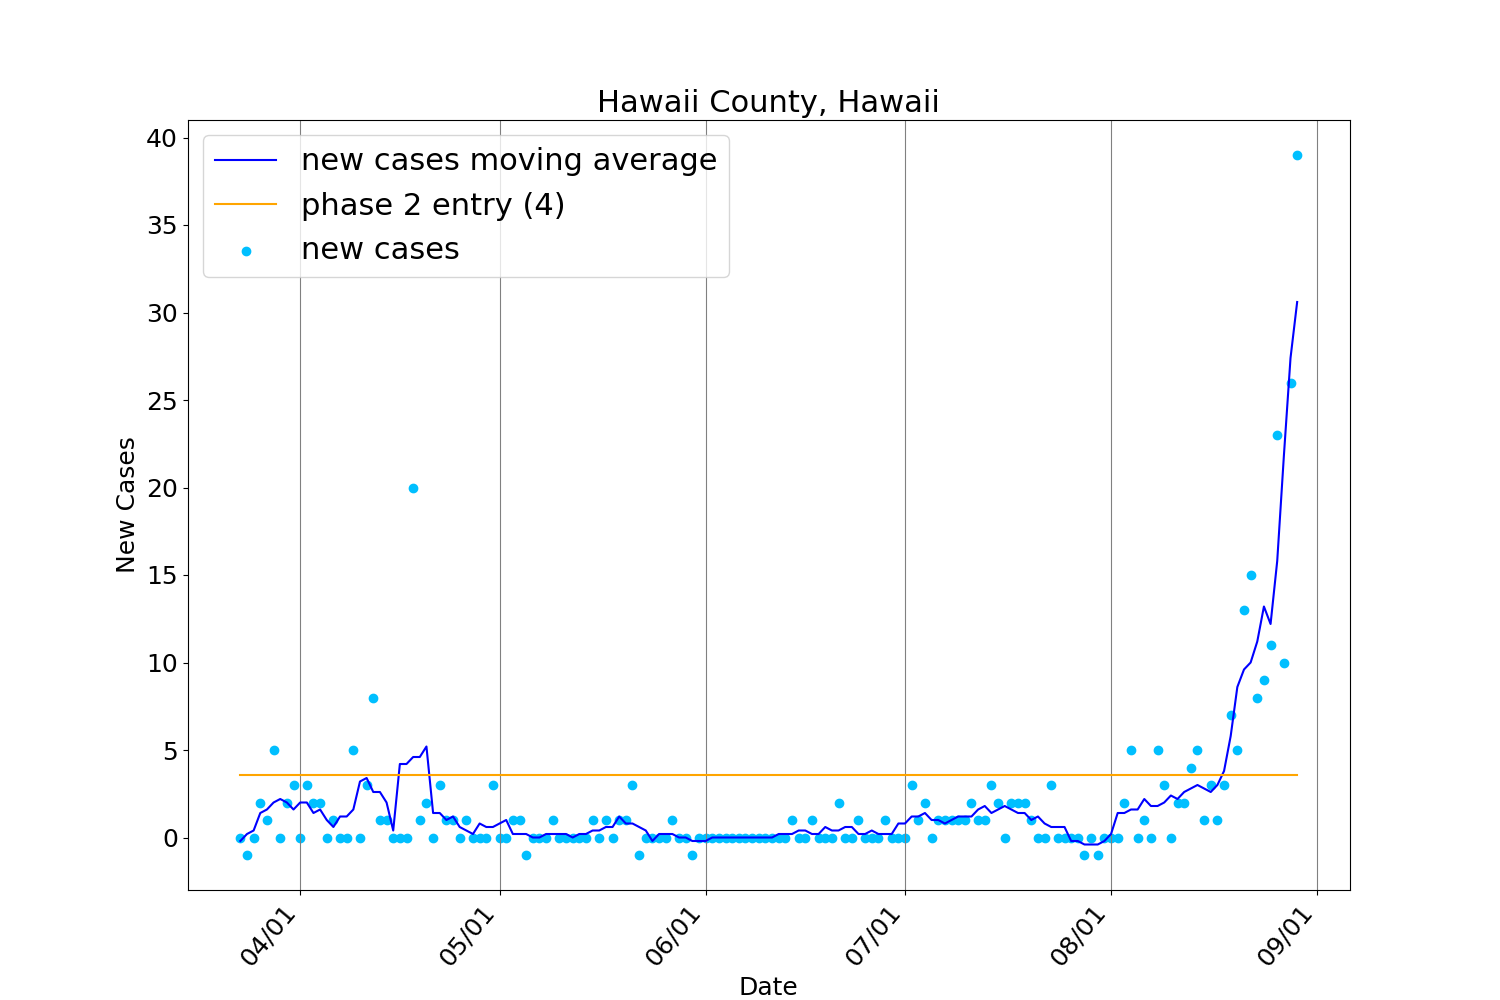 Hawaii County, Hawaii
new cases moving average
phase 2 entry (4)
new cases
New Cases
40
35
30
25
20
15
10
5
0
04/01
05/01
06/01
07/01
08/01
09/01
Date